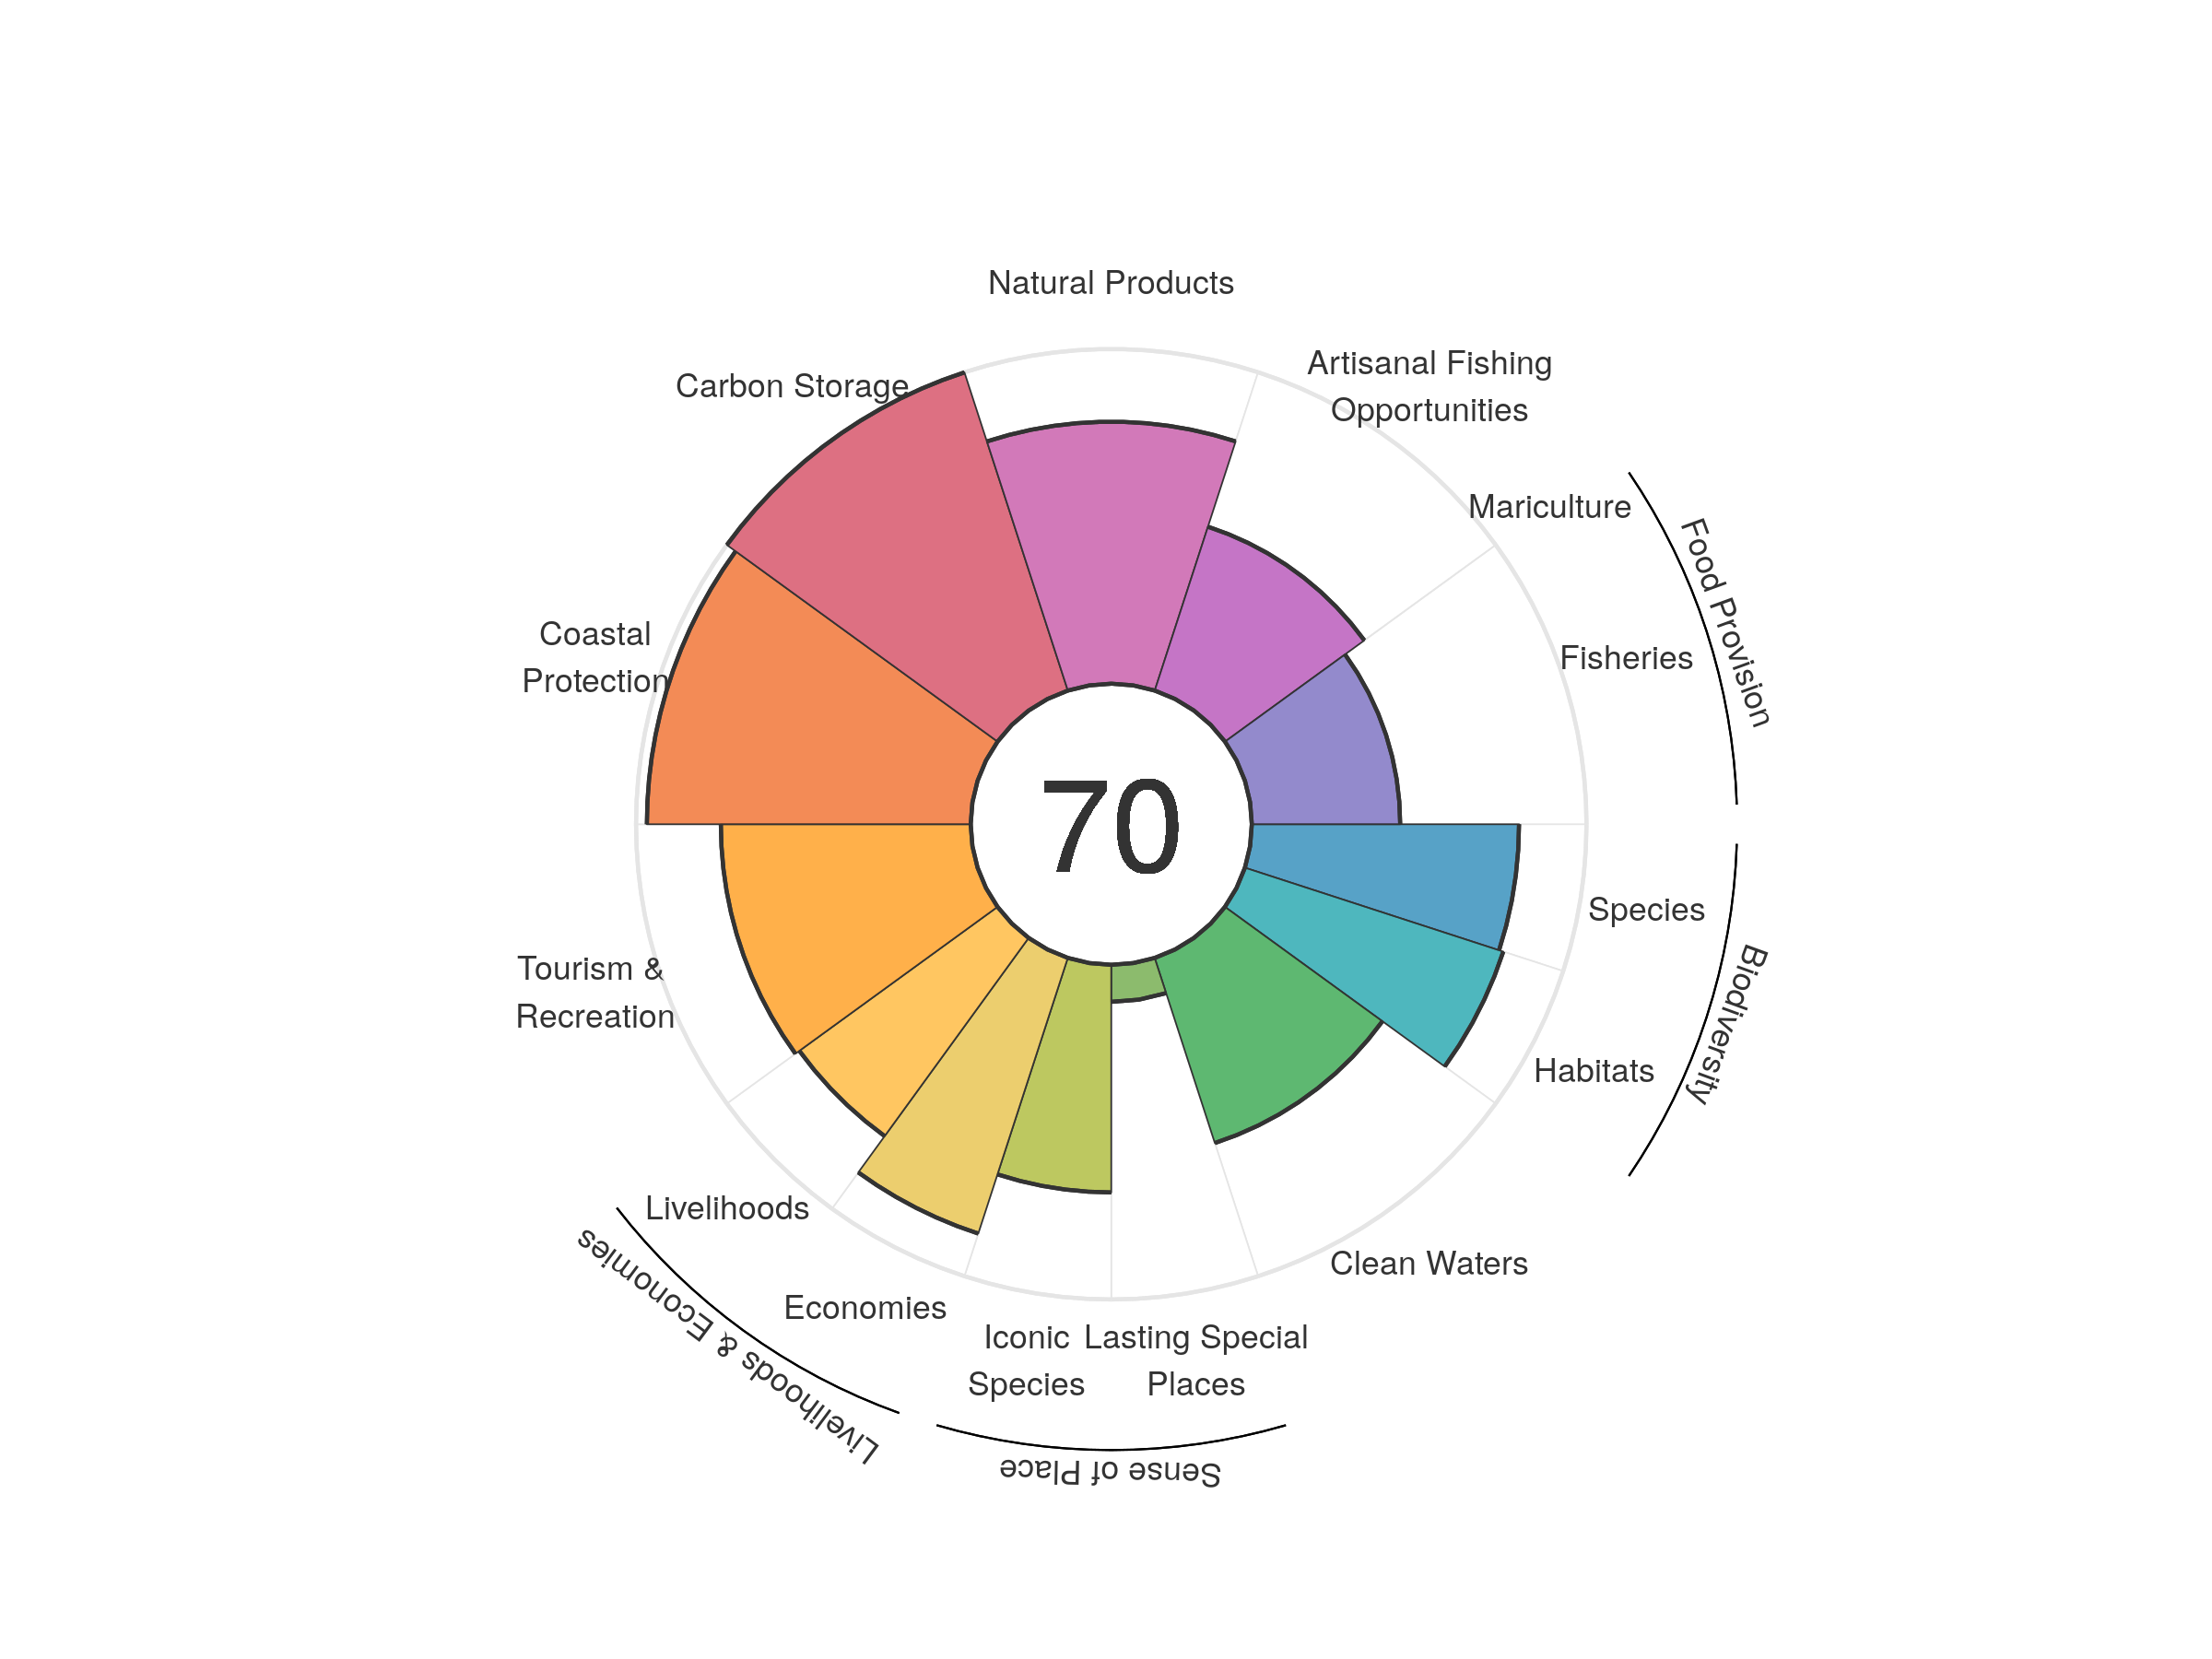 Natural Products
Artisanal Fishing
Opportunities
Carbon Storage
Mariculture
Food Provision
Fisheries
Coastal
Protection
70
Species
Biodiversity
Tourism &
Recreation
Habitats
Livelihoods
Livelihoods & Economies
Clean Waters
Economies
Iconic
Species
Lasting Special
Places
Sense of Place